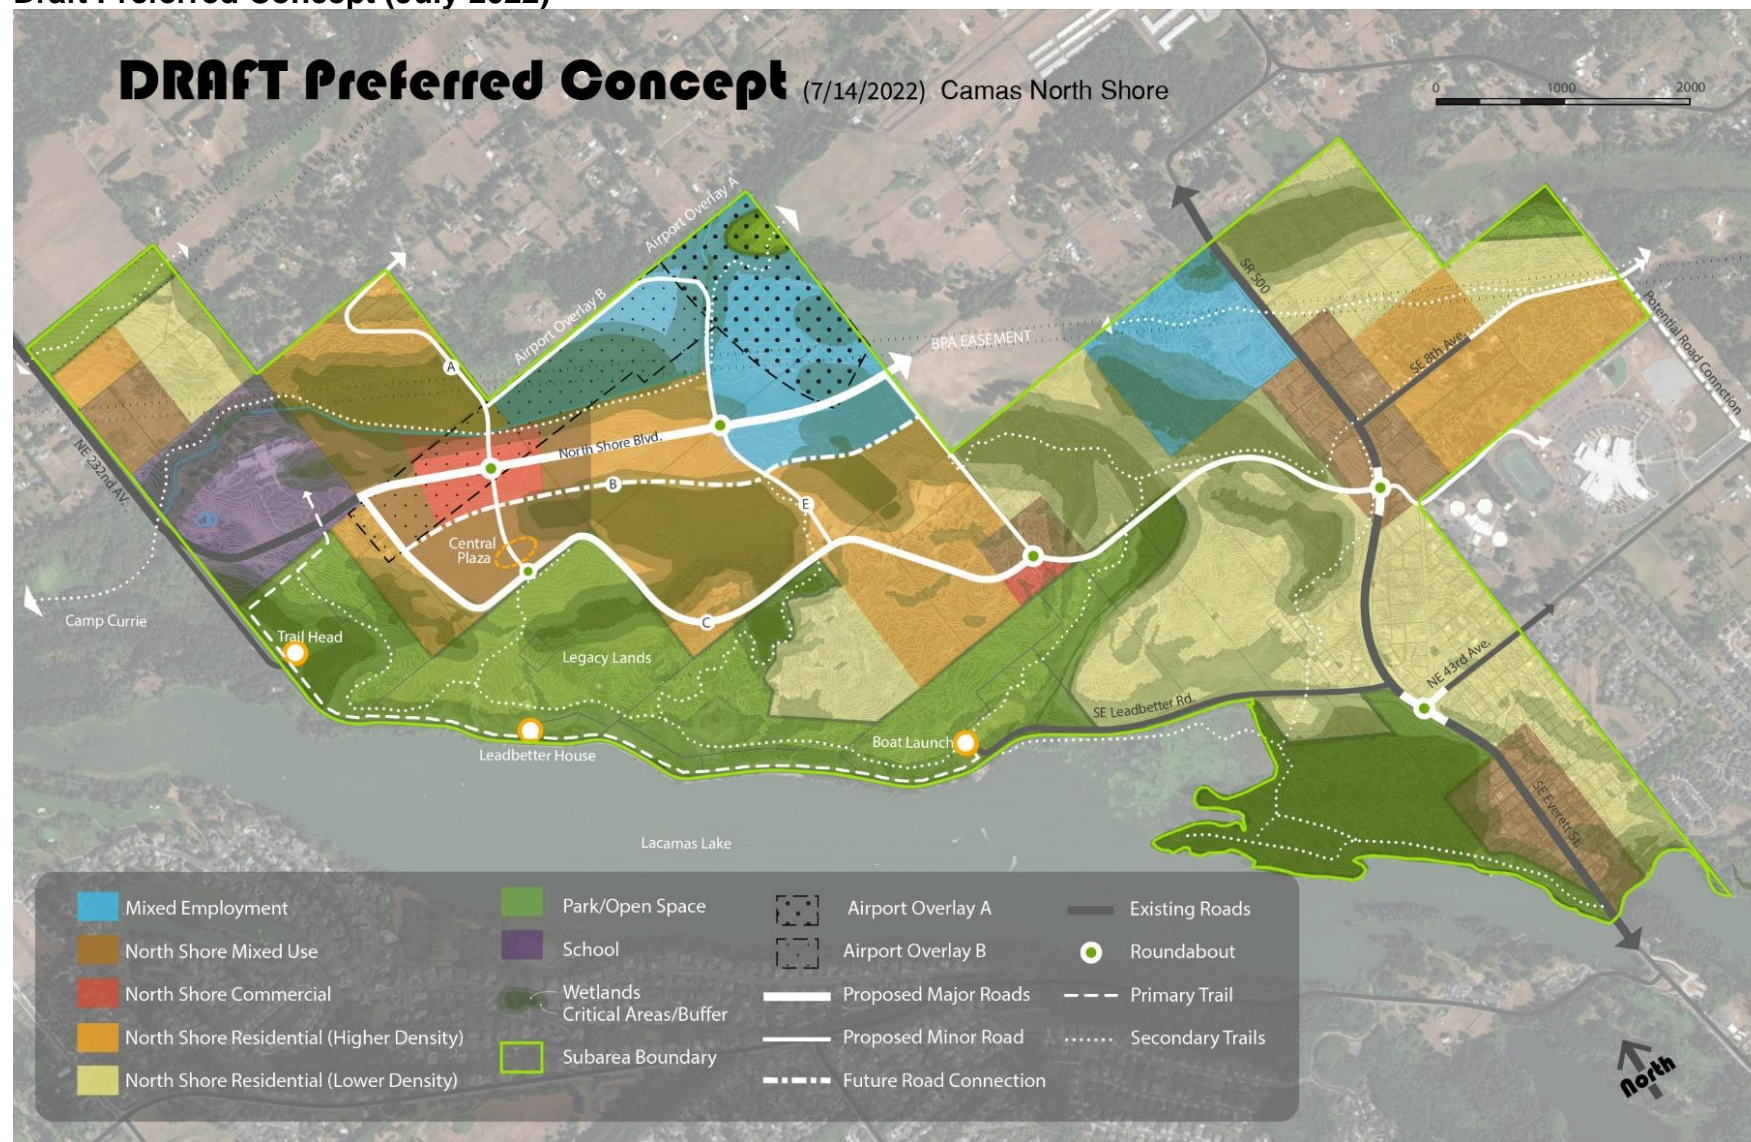 Draft Preferred Concept (July 2022)
DRAFT Preferred Concept (7/14/2022) Camas North Shore
0 1000 2000
Airport Overlay A
Airport Overlay B
SR 500
BPA EASEMENT
Potential Road Connction
SE 8th Ave.
A
North Shore Blvd.
NE 232nd AV.
B
E
Central
Plaza
C
Camp Currie
Trail Head
Legacy Lands
NE 43rd Ave.
SE Leadbetter Rd.
Boat Launch
Leadbetter House
SE Everett St.
Lacamas Lake
Mixed Employment
North Shore Mixed Use
North Shore Commercial
North Shore Residential (Higher Density)
North Shore Residential (Lower Density)
Park/Open Space
School
Wetlands
Critical Areas/Buffer
Subarea Boundary
Airport Overlay A
Airport Overlay B
Proposed Major Roads
Proposed Minor Road
Future Road Connection
Existing Roads
Roundabout
Primary Trail
Secondary Trails
North